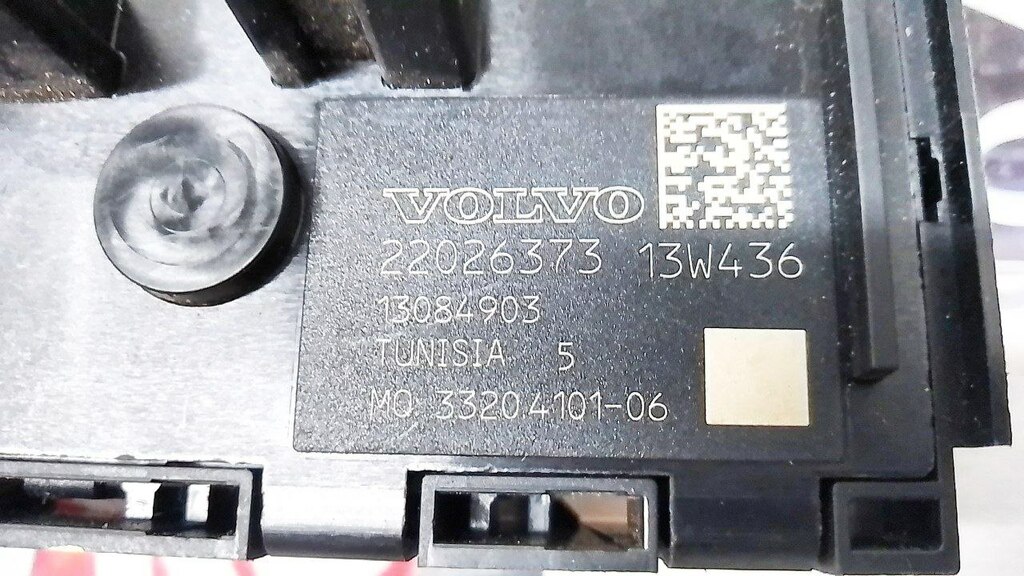 VOLVO
22026373 13W436
13084903
TUNISIA 5
MQ 33204101-06